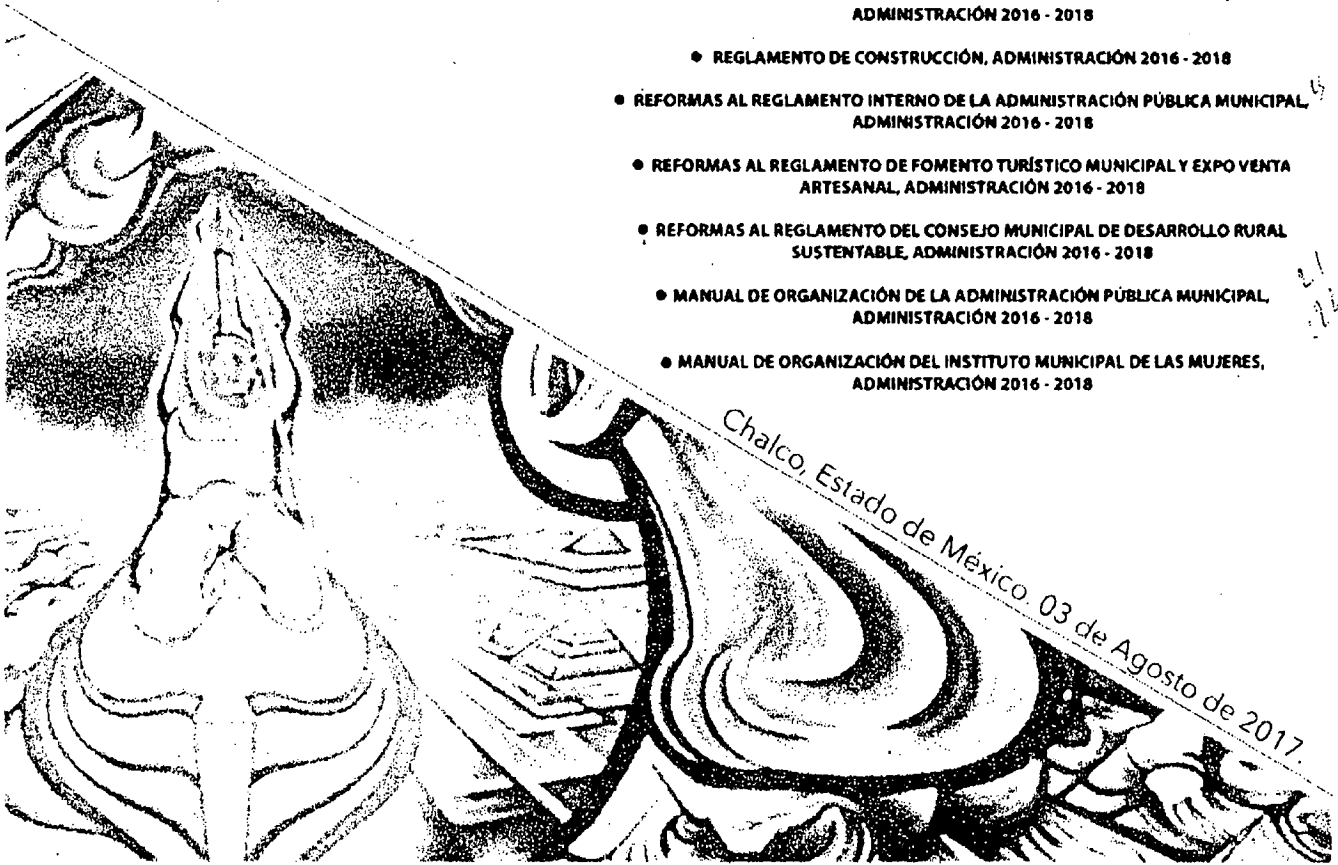 ADMINISTRACIÓN 2016 - 2018
● REGLAMENTO DE CONSTRUCCIÓN, ADMINISTRACIÓN 2016 - 2018
● REFORMAS AL REGLAMENTO INTERNO DE LA ADMINISTRACIÓN PÚBLICA MUNICIPAL,
ADMINISTRACIÓN 2016 - 2018
● REFORMAS AL REGLAMENTO DE FOMENTO TURÍSTICO MUNICIPAL Y EXPO VENTA
ARTESANAL, ADMINISTRACIÓN 2016 - 2018
● REFORMAS AL REGLAMENTO DEL CONSEJO MUNICIPAL DE DESARROLLO RURAL
SUSTENTABLE, ADMINISTRACIÓN 2016 - 2018
● MANUAL DE ORGANIZACIÓN DE LA ADMINISTRACIÓN PÚBLICA MUNICIPAL,
ADMINISTRACIÓN 2016 - 2018
● MANUAL DE ORGANIZACIÓN DEL INSTITUTO MUNICIPAL DE LAS MUJERES,
ADMINISTRACIÓN 2016 - 2018
Chalco, Estado de México. 03 de Agosto de 2017.